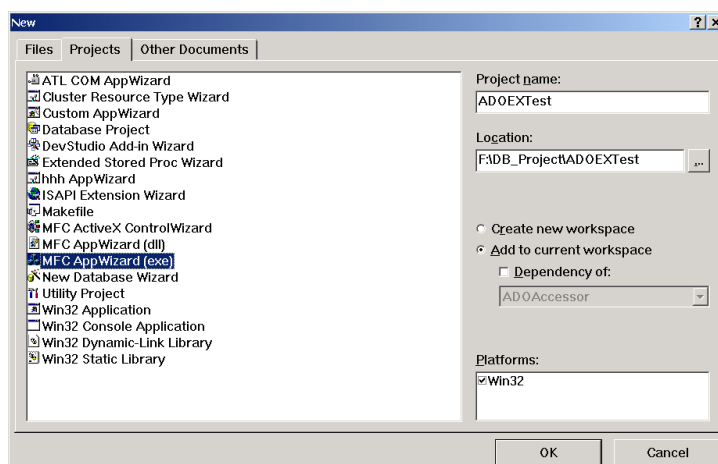 New
Files Projects Other Documents
ATL COM AppWizard
Cluster Resource Type Wizard
Custom AppWizard
Database Project
DevStudio Add-in Wizard
Extended Stored Proc Wizard
hhh AppWizard
ISAPI Extension Wizard
Makefile
MFC ActiveX ControlWizard
MFC AppWizard (dll)
MFC AppWizard (exe)
New Database Wizard
Utility Project
Win32 Application
Win32 Console Application
Win32 Dynamic-Link Library
Win32 Static Library
Project name:
ADOEXTest
Location:
F:\DB_Project\ADOEXTest
...
Create new workspace
Add to current workspace
Dependency of:
ADOAccessor
Platforms:
Win32
OK Cancel